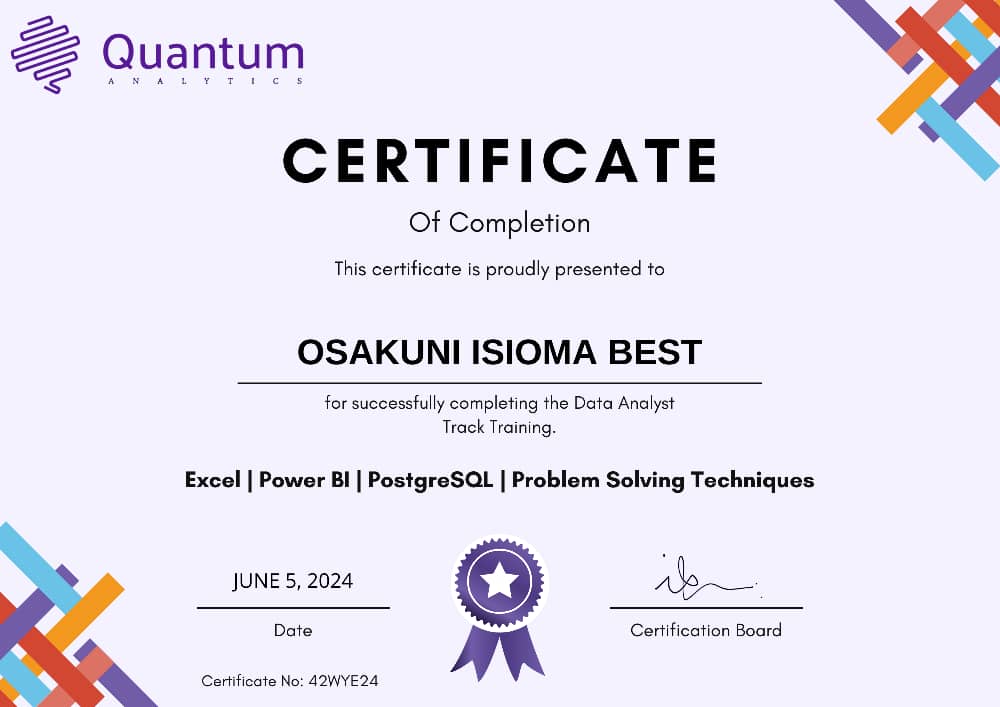 Quantum
ANALYTICS
CERTIFICATE
Of Completion
This certificate is proudly presented to
OSAKUNI ISIOMA BEST
for successfully completing the Data Analyst
Track Training.
Excel | Power BI | PostgreSQL | Problem Solving Techniques
JUNE 5, 2024
Date
Certification Board
Certificate No: 42WYE24